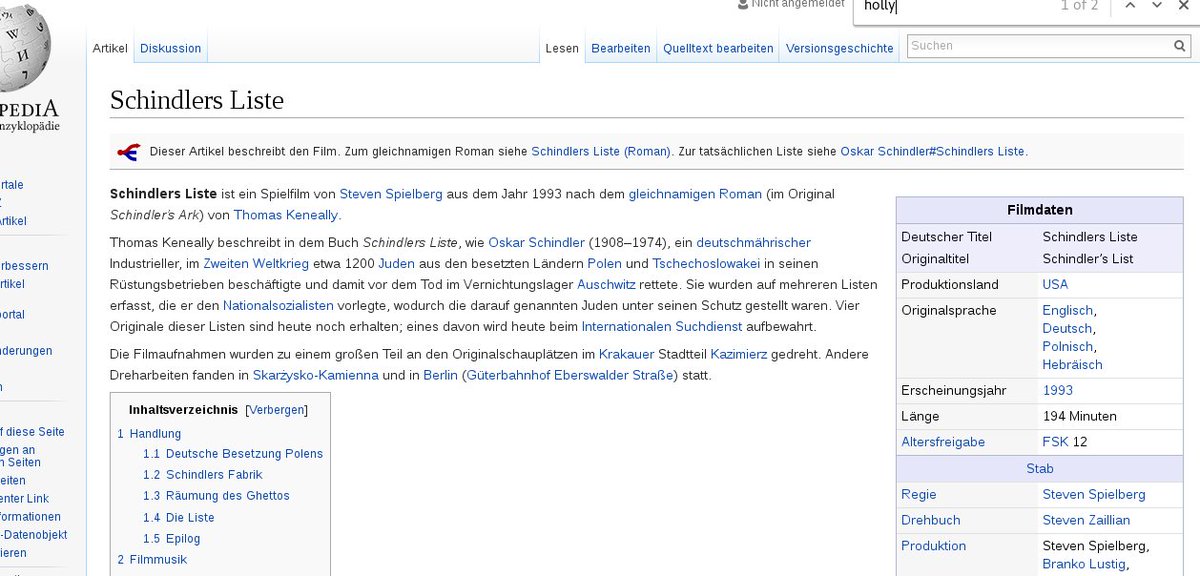 Nicht angemeldet
holly
1 of 2
PEDIA
nzyklopädie
Artikel
Diskussion
Lesen
Bearbeiten
Quelltext bearbeiten
Versionsgeschichte
Suchen
rtale
Z
rtikel
rbessern
rtikel
ortal
nderungen
n
f diese Seite
gen an
n Seiten
eiten
enter Link
formationen
-Datenobjekt
ieren
Schindlers Liste
Dieser Artikel beschreibt den Film. Zum gleichnamigen Roman siehe Schindlers Liste (Roman). Zur tatsächlichen Liste siehe Oskar Schindler#Schindlers Liste.
Schindlers Liste ist ein Spielfilm von Steven Spielberg aus dem Jahr 1993 nach dem gleichnamigen Roman (im Original
Schindler's Ark) von Thomas Keneally.
Thomas Keneally beschreibt in dem Buch Schindlers Liste, wie Oskar Schindler (1908–1974), ein deutschmährischer
Industrieller, im Zweiten Weltkrieg etwa 1200 Juden aus den besetzten Ländern Polen und Tschechoslowakei in seinen
Rüstungsbetrieben beschäftigte und damit vor dem Tod im Vernichtungslager Auschwitz rettete. Sie wurden auf mehreren Listen
erfasst, die er den Nationalsozialisten vorlegte, wodurch die darauf genannten Juden unter seinen Schutz gestellt waren. Vier
Originale dieser Listen sind heute noch erhalten; eines davon wird heute beim Internationalen Suchdienst aufbewahrt.
Die Filmaufnahmen wurden zu einem großen Teil an den Originalschauplätzen im Krakauer Stadtteil Kazimierz gedreht. Andere
Dreharbeiten fanden in Skarżysko-Kamienna und in Berlin (Güterbahnhof Eberswalder Straße) statt.
Inhaltsverzeichnis [Verbergen]
1 Handlung
1.1 Deutsche Besetzung Polens
1.2 Schindlers Fabrik
1.3 Räumung des Ghettos
1.4 Die Liste
1.5 Epilog
2 Filmmusik
Filmdaten
Deutscher Titel Schindlers Liste
Originaltitel Schindler's List
Produktionsland USA
Originalsprache Englisch,
Deutsch,
Polnisch,
Hebräisch
Erscheinungsjahr 1993
Länge 194 Minuten
Altersfreigabe FSK 12
Stab
Regie Steven Spielberg
Drehbuch Steven Zaillian
Produktion Steven Spielberg,
Branko Lustig,